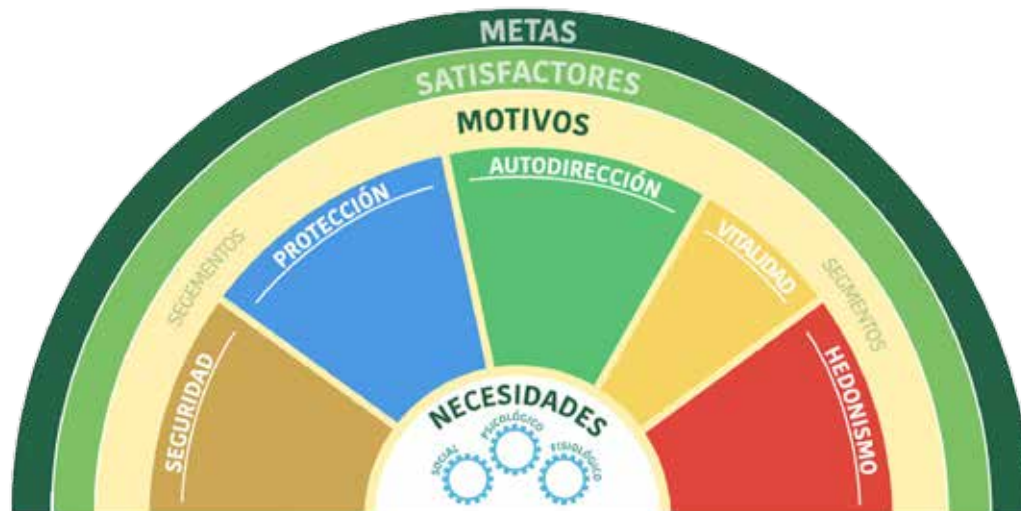 METAS
SATISFACTORES
MOTIVOS
SEGEMENTOS
SEGMENTOS
SEGURIDAD
PROTECCIÓN
AUTODIRECCIÓN
VITALIDAD
HEDONISMO
NECESIDADES
SOCIAL
PSICOLÓGICO
FISIOLÓGICO